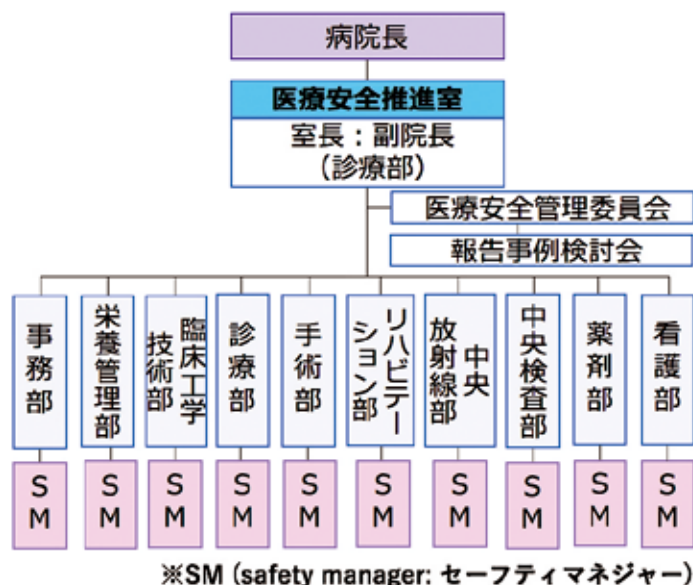 病院長
医療安全推進室
室長：副院長
（診療部）
医療安全管理委員会
報告事例検討会
事務部
栄養管理部
臨床工学
技術部
診療部
手術部
リハビリテー
ション部
中央
放射線部
中央検査部
薬剤部
看護部
SM
SM
SM
SM
SM
SM
SM
SM
SM
SM
※SM (safety manager: セーフティマネジャー)